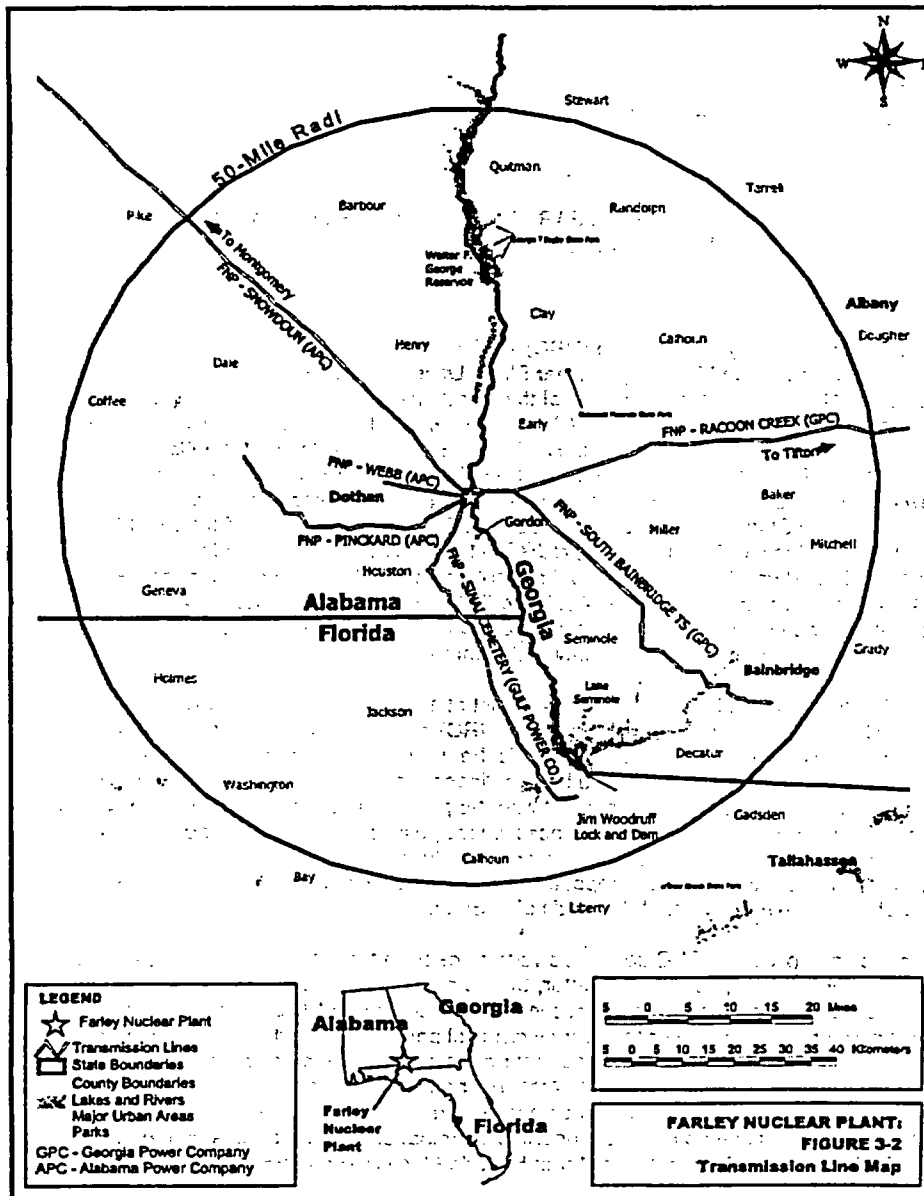 N
W
S
Stewart
50-Mile Radi
Quitman
Terrell
Barbour
Randolph
Pike
To Montgomery
Walter F.
George
Reservoir
FNP - SNOWDOUN (APC)
Albany
Clay
Dougher
Henry
Calhoun
Dale
Coffee
Early
FNP - RACOON CREEK (GPC)
To Tifton
FNP - WEBB (APC)
Dothan
Baker
Gordon
Miller
FNP - PINCKARD (APC)
Mitchell
Houston
FNP - SOUTH BAINBRIDGE TS (GPC)
Geneva
Georgia
Alabama
Florida
Seminole
Grady
Bainbridge
FNP - SINAI CEMETERY (GULF POWER CO.)
Holmes
Lake
Seminole
Jackson
Decatur
Washington
Jim Woodruff
Lock and Dam
Gadsden
Calhoun
Tallahassee
Bay
Liberty
LEGEND
Farley Nuclear Plant
Transmission Lines
State Boundaries
County Boundaries
Lakes and Rivers
Major Urban Areas
Parks
GPC - Georgia Power Company
APC - Alabama Power Company
Alabama
Georgia
Farley
Nuclear
Plant
Florida
5 0 5 10 15 20 Miles
5 0 5 10 15 20 25 30 35 40 Kilometers
FARLEY NUCLEAR PLANT:
FIGURE 3-2
Transmission Line Map